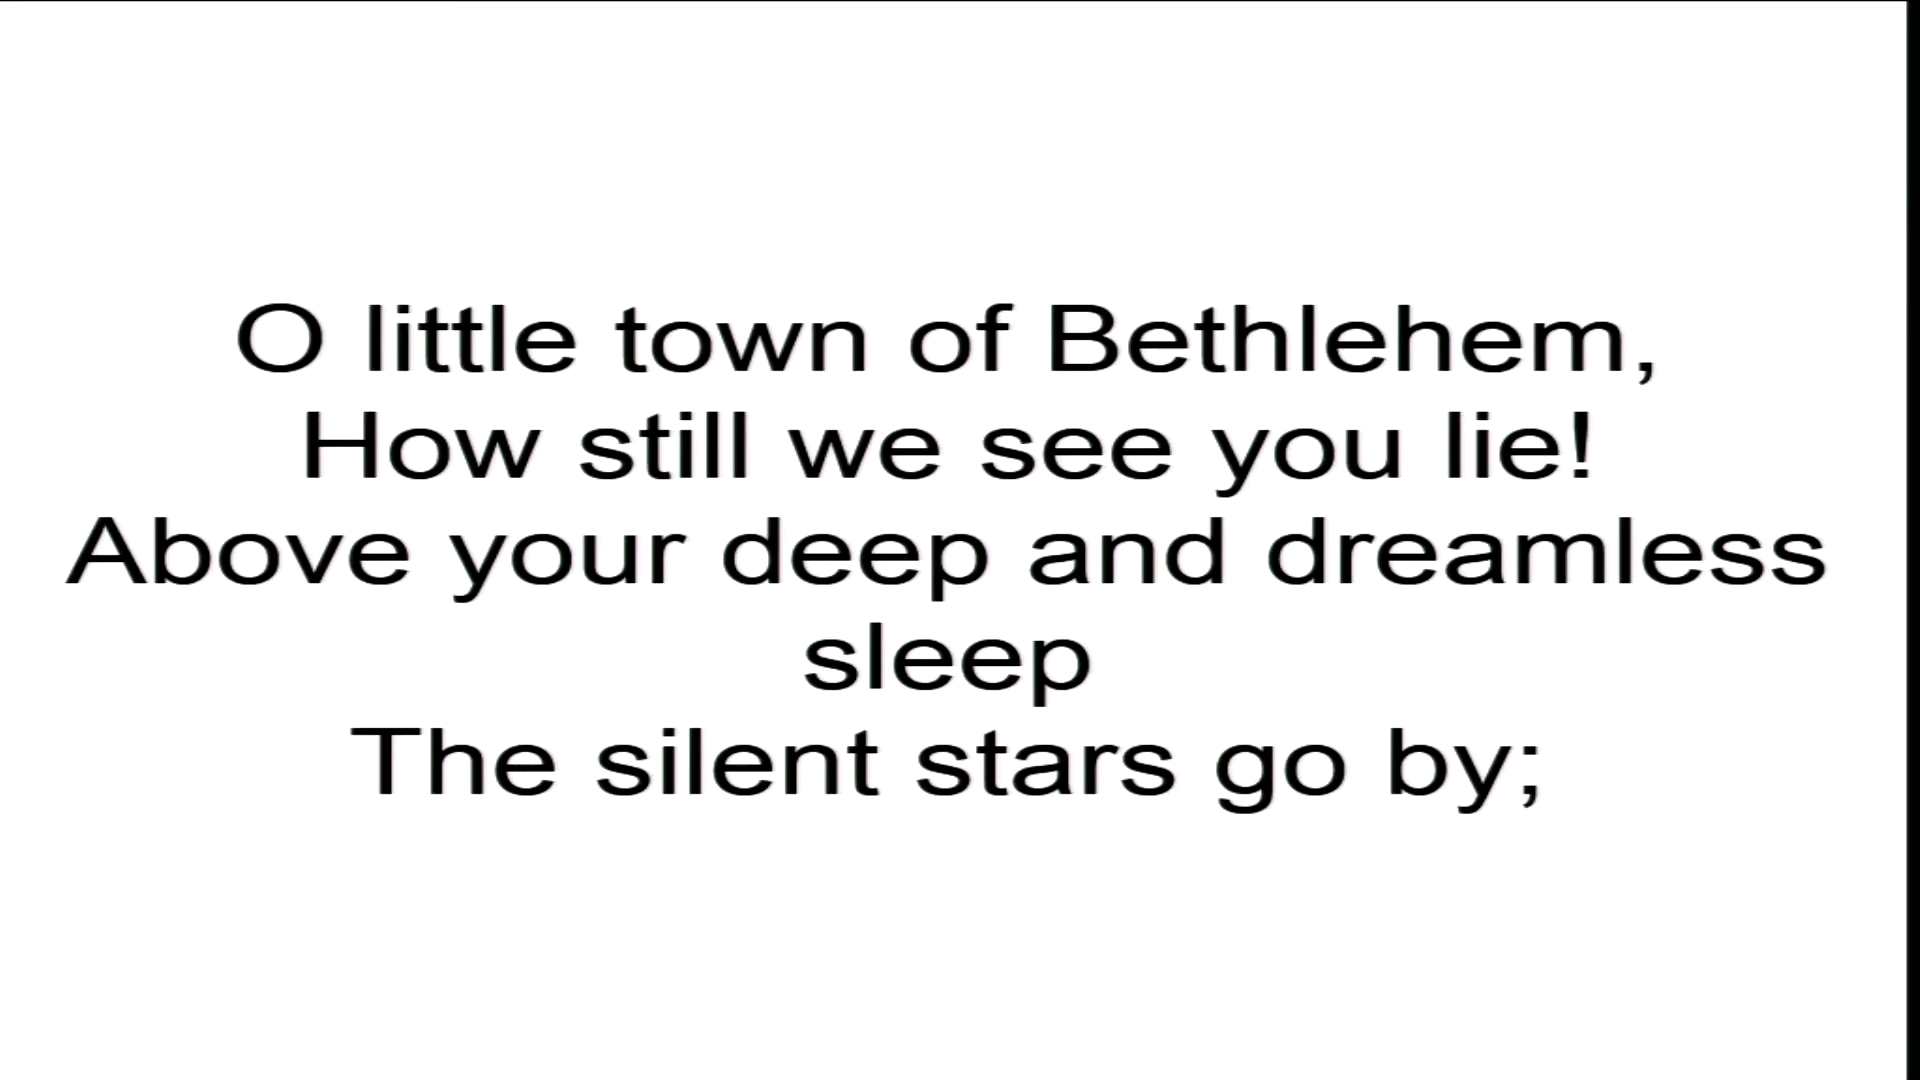 O little town of Bethlehem,
How still we see you lie!
Above your deep and dreamless
sleep
The silent stars go by;